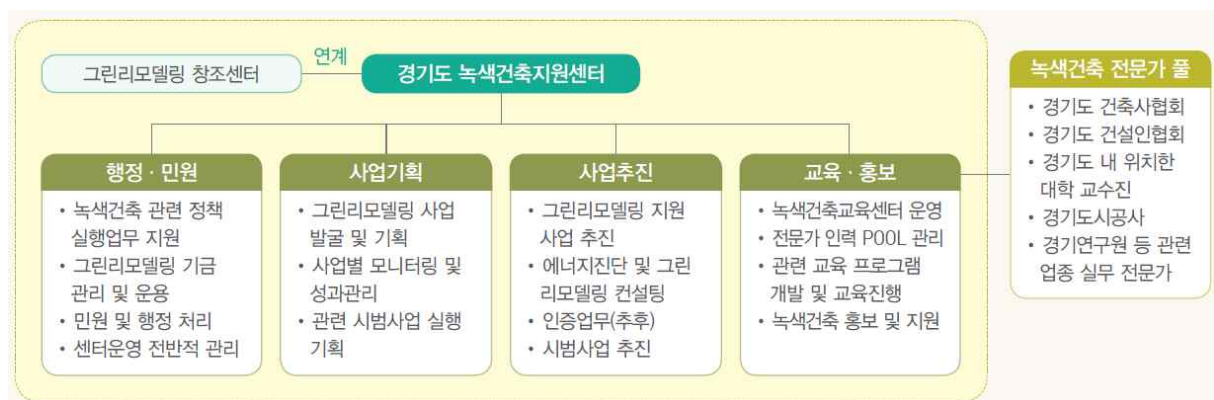 연계
그린리모델링 창조센터
경기도 녹색건축지원센터
행정·민원
• 녹색건축 관련 정책
실행업무 지원
• 그린리모델링 기금
관리 및 운용
• 민원 및 행정 처리
• 센터운영 전반적 관리
사업기획
• 그린리모델링 사업
발굴 및 기획
• 사업별 모니터링 및
성과관리
• 관련 시범사업 실행
기획
사업추진
• 그린리모델링 지원
사업 추진
• 에너지진단 및 그린
리모델링 컨설팅
• 인증업무(추후)
• 시범사업 추진
교육·홍보
• 녹색건축교육센터 운영
• 전문가 인력 POOL 관리
• 관련 교육 프로그램
개발 및 교육진행
• 녹색건축 홍보 및 지원
녹색건축 전문가 풀
• 경기도 건축사협회
• 경기도 건설인협회
• 경기도 내 위치한
대학 교수진
• 경기도시공사
• 경기연구원 등 관련
업종 실무 전문가